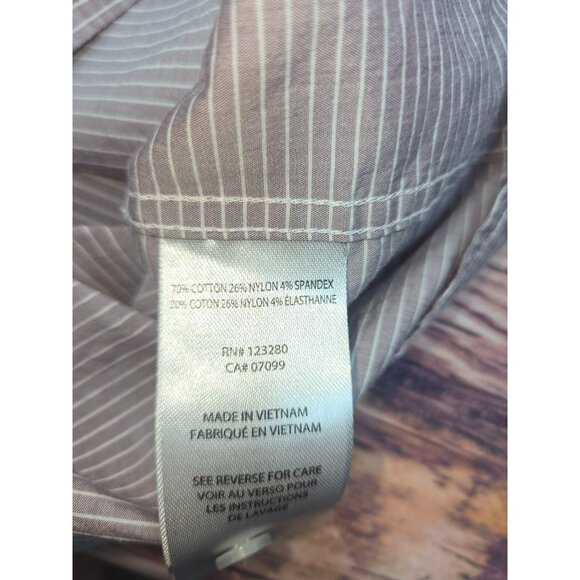 70% COTTON 26% NYLON 4% SPANDEX
70% COTON 26% NYLON 4% ÉLASTHANNE
RN# 123280
CA# 07099
MADE IN VIETNAM
FABRIQUÉ EN VIETNAM
SEE REVERSE FOR CARE
VOIR AU VERSO POUR
LES INSTRUCTIONS
DE LAVAGE